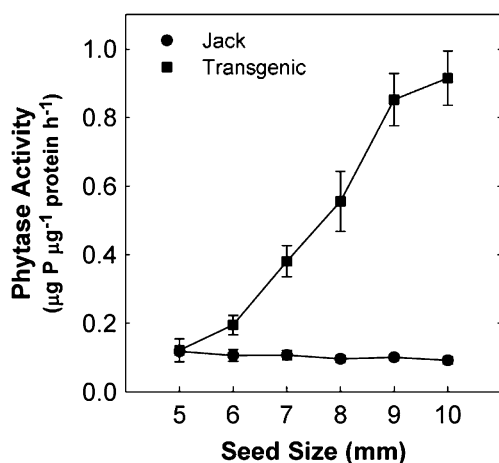 Jack
Transgenic
Phytase Activity
(µg P µg⁻¹ protein h⁻¹)
1.0
0.8
0.6
0.4
0.2
0.0
5 6 7 8 9 10
Seed Size (mm)